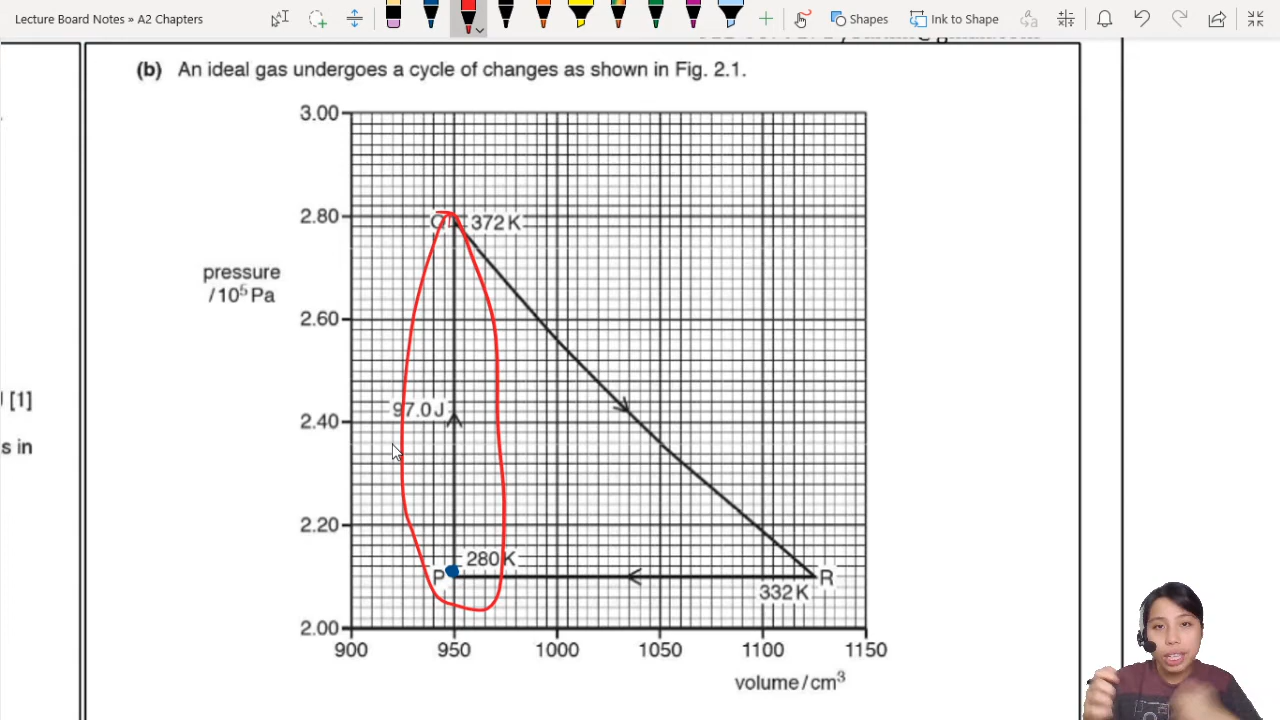 Lecture Board Notes » A2 Chapters
Shapes
Ink to Shape
(b) An ideal gas undergoes a cycle of changes as shown in Fig. 2.1.
3.00
2.80
372 K
pressure
/10⁵ Pa
2.60
[1]
97.0 J
2.40
s in
2.20
280 K
P
R
332 K
2.00
900 950 1000 1050 1100 1150
volume / cm³